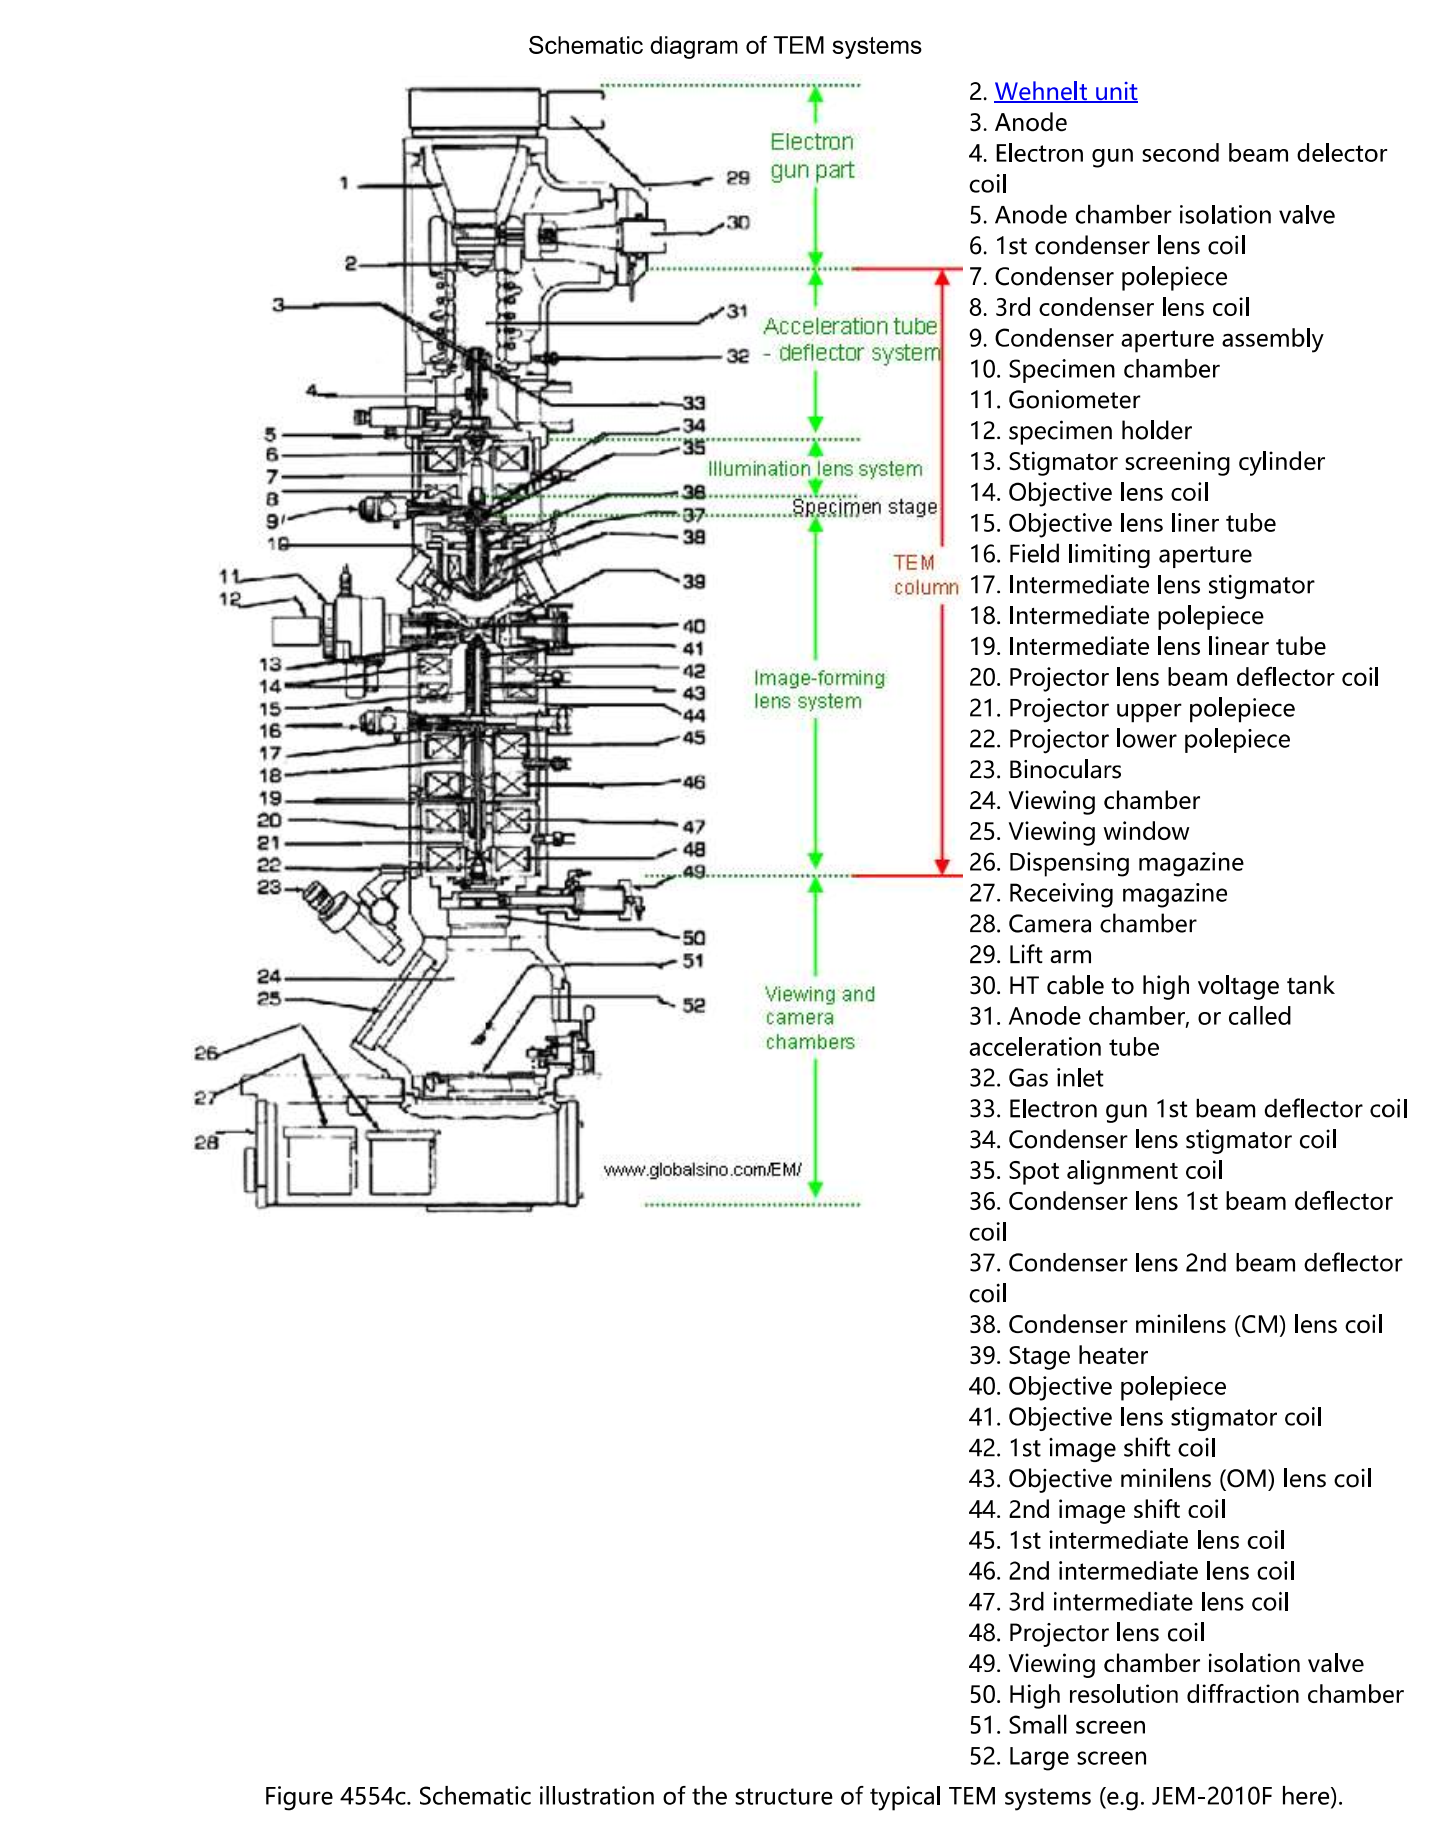 Schematic diagram of TEM systems
1
2
3
4
5
6
7
8
9
10
11
12
13
14
15
16
17
18
19
20
21
22
23
24
25
26
27
28
29
30
31
32
33
34
35
36
37
38
39
40
41
42
43
44
45
46
47
48
49
50
51
52
Electron
gun part
Acceleration tube
- deflector system
Illumination lens system
Specimen stage
TEM
column
Image-forming
lens system
Viewing and
camera
chambers
www.globalsino.com/EM/
2. Wehnelt unit
3. Anode
4. Electron gun second beam delector
coil
5. Anode chamber isolation valve
6. 1st condenser lens coil
7. Condenser polepiece
8. 3rd condenser lens coil
9. Condenser aperture assembly
10. Specimen chamber
11. Goniometer
12. specimen holder
13. Stigmator screening cylinder
14. Objective lens coil
15. Objective lens liner tube
16. Field limiting aperture
17. Intermediate lens stigmator
18. Intermediate polepiece
19. Intermediate lens linear tube
20. Projector lens beam deflector coil
21. Projector upper polepiece
22. Projector lower polepiece
23. Binoculars
24. Viewing chamber
25. Viewing window
26. Dispensing magazine
27. Receiving magazine
28. Camera chamber
29. Lift arm
30. HT cable to high voltage tank
31. Anode chamber, or called
acceleration tube
32. Gas inlet
33. Electron gun 1st beam deflector coil
34. Condenser lens stigmator coil
35. Spot alignment coil
36. Condenser lens 1st beam deflector
coil
37. Condenser lens 2nd beam deflector
coil
38. Condenser minilens (CM) lens coil
39. Stage heater
40. Objective polepiece
41. Objective lens stigmator coil
42. 1st image shift coil
43. Objective minilens (OM) lens coil
44. 2nd image shift coil
45. 1st intermediate lens coil
46. 2nd intermediate lens coil
47. 3rd intermediate lens coil
48. Projector lens coil
49. Viewing chamber isolation valve
50. High resolution diffraction chamber
51. Small screen
52. Large screen
Figure 4554c. Schematic illustration of the structure of typical TEM systems (e.g. JEM-2010F here).